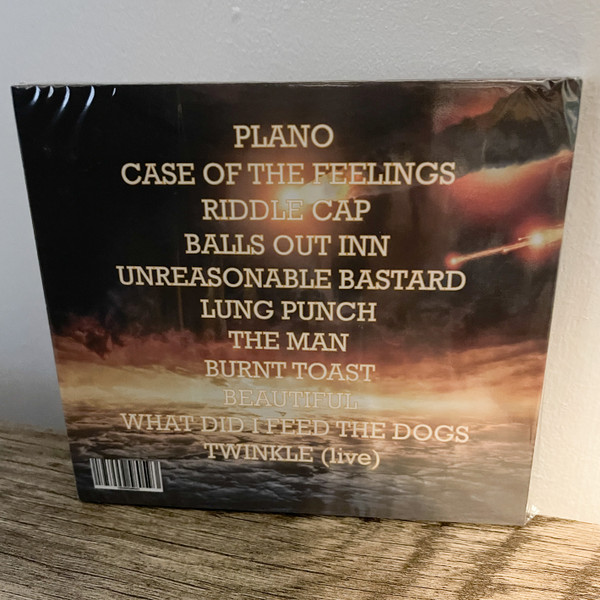 PLANO
CASE OF THE FEELINGS
RIDDLE CAP
BALLS OUT INN
UNREASONABLE BASTARD
LUNG PUNCH
THE MAN
BURNT TOAST
BEAUTIFUL
WHAT DID I FEED THE DOGS
TWINKLE (live)